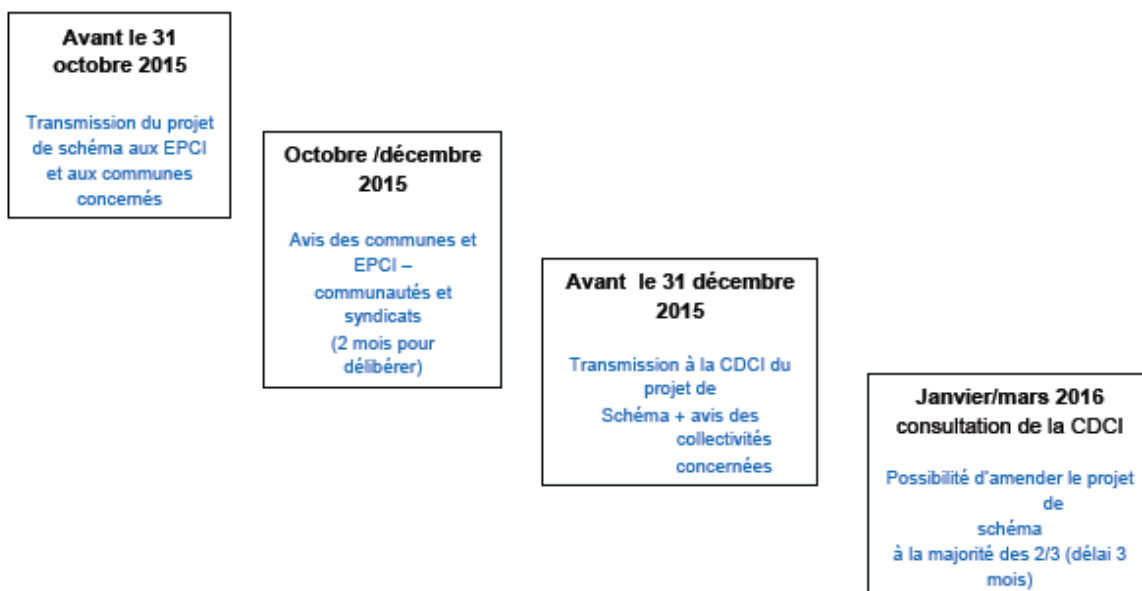 Avant le 31
octobre 2015
Transmission du projet
de schéma aux EPCI
et aux communes
concernés
Octobre /décembre
2015
Avis des communes et
EPCI –
communautés et
syndicats
(2 mois pour
délibérer)
Avant le 31 décembre
2015
Transmission à la CDCI du
projet de
Schéma + avis des
collectivités
concernées
Janvier/mars 2016
consultation de la CDCI
Possibilité d'amender le projet
de
schéma
à la majorité des 2/3 (délai 3
mois)